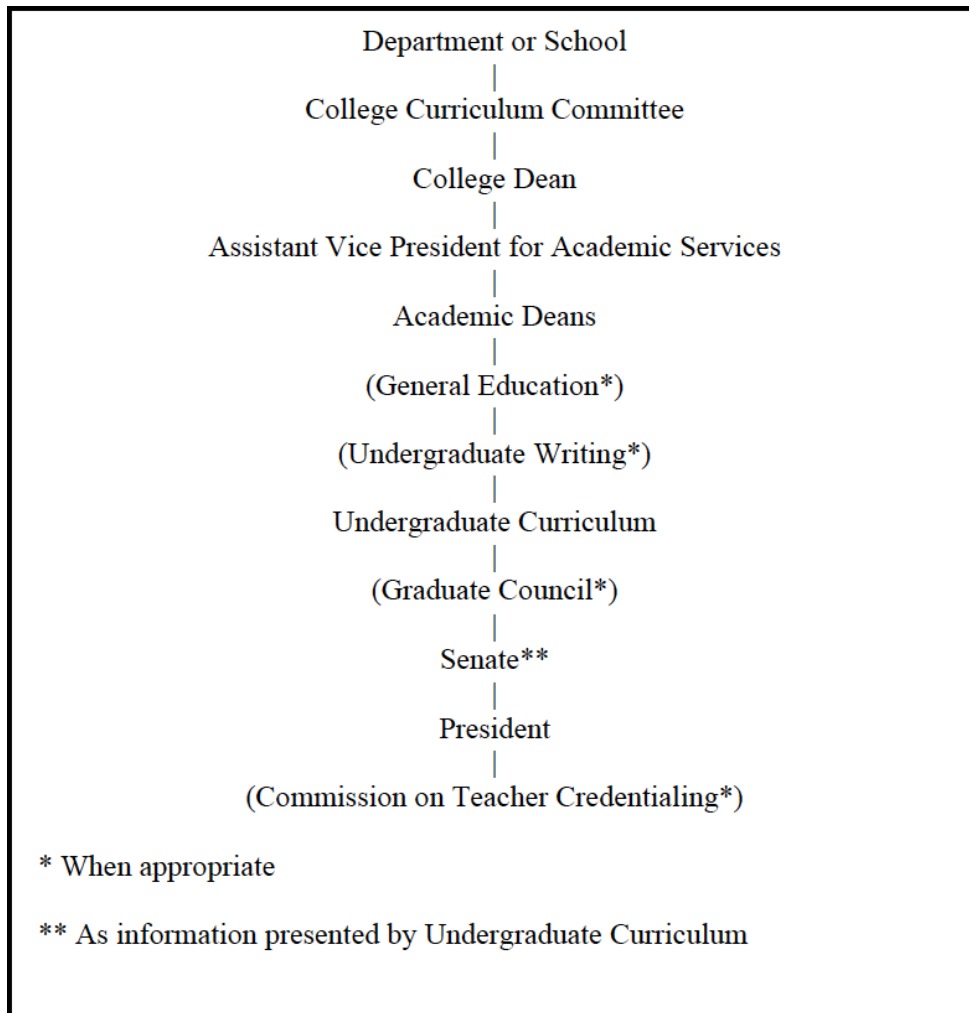 Department or School
College Curriculum Committee
College Dean
Assistant Vice President for Academic Services
Academic Deans
(General Education*)
(Undergraduate Writing*)
Undergraduate Curriculum
(Graduate Council*)
Senate**
President
(Commission on Teacher Credentialing*)
* When appropriate
** As information presented by Undergraduate Curriculum